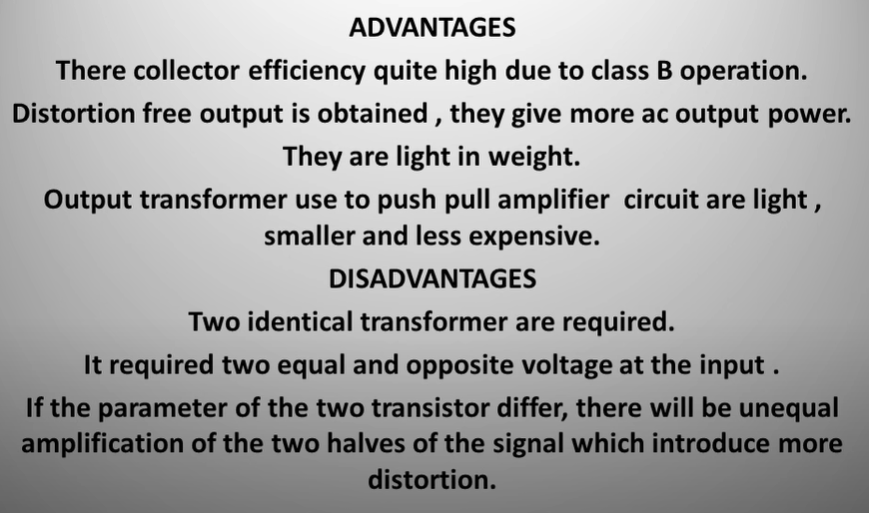 ADVANTAGES
There collector efficiency quite high due to class B operation.
Distortion free output is obtained , they give more ac output power.
They are light in weight.
Output transformer use to push pull amplifier  circuit are light ,
smaller and less expensive.
DISADVANTAGES
Two identical transformer are required.
It required two equal and opposite voltage at the input .
If the parameter of the two transistor differ, there will be unequal
amplification of the two halves of the signal which introduce more
distortion.